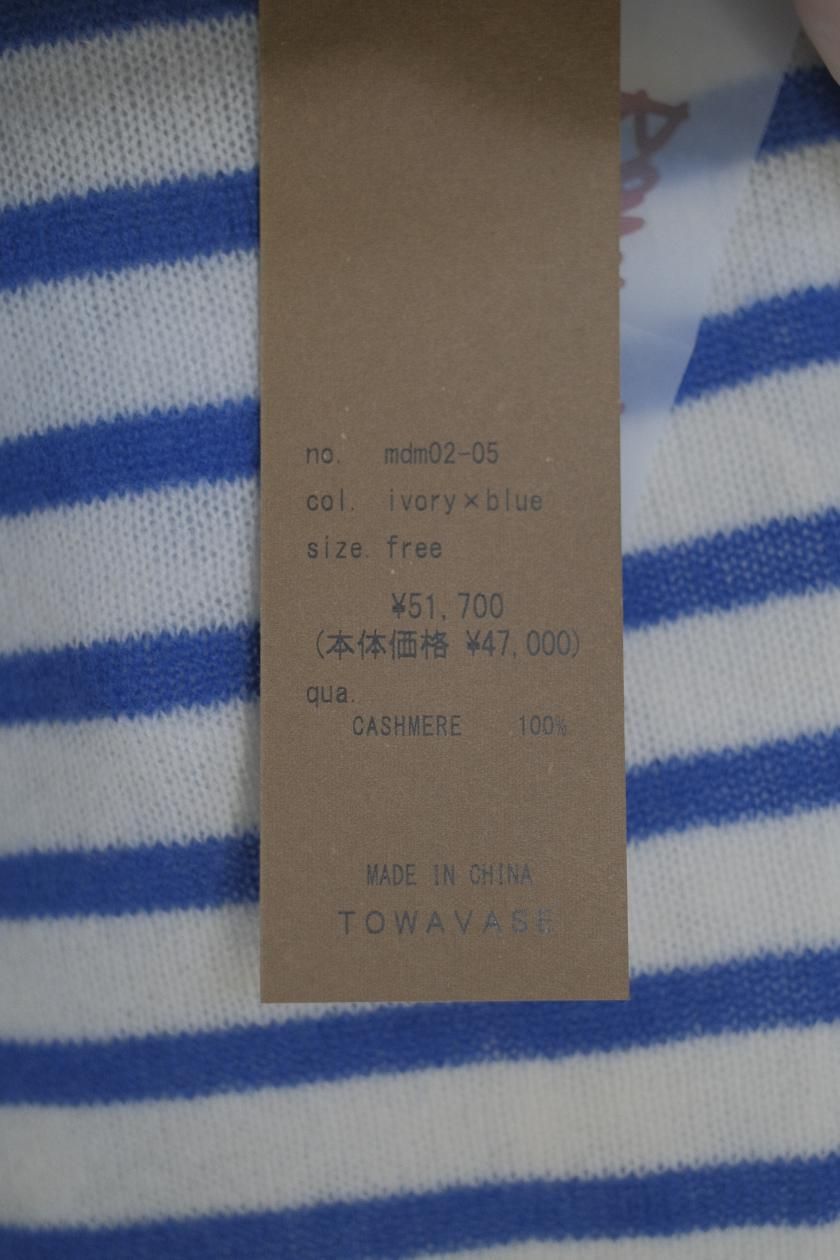 no. mdm02-05
col. ivory×blue
size. free
¥51,700
(本体価格 ¥47,000)
qua.
CASHMERE 100%
MADE IN CHINA
TOWAVASE